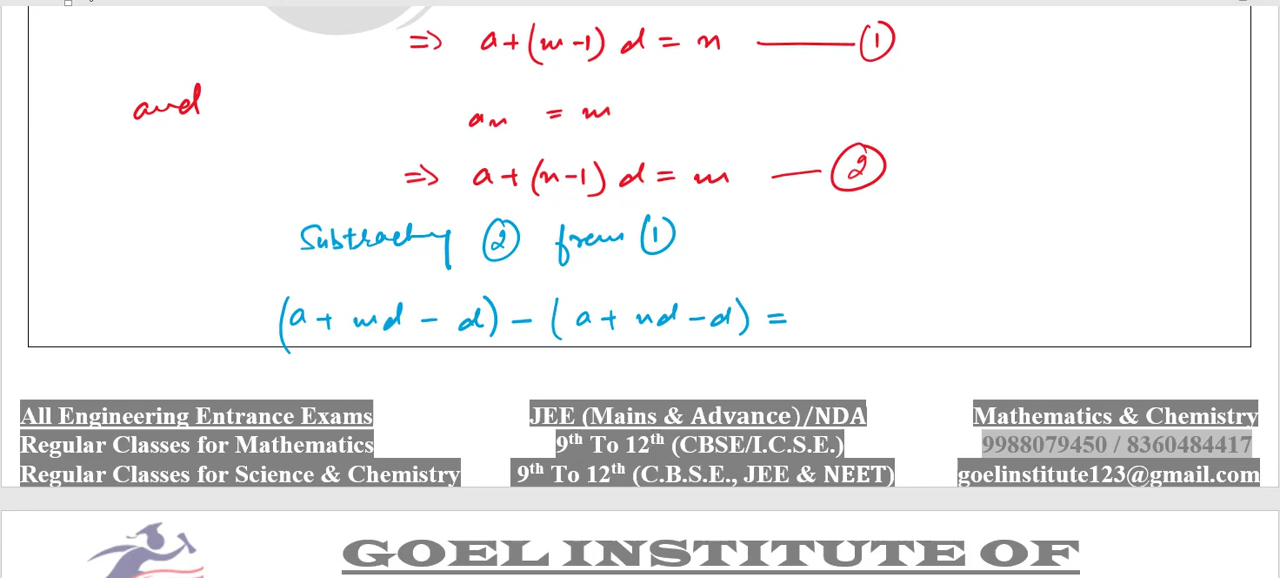 => a + (m-1) d = n ——— ①
and
an = m
=> a + (n-1) d = m — ②
Subtracting ② from ①
(a + md - d) - (a + nd - d) =
All Engineering Entrance Exams JEE (Mains & Advance)/NDA Mathematics & Chemistry
Regular Classes for Mathematics 9th To 12th (CBSE/I.C.S.E.) 9988079450 / 8360484417
Regular Classes for Science & Chemistry 9th To 12th (C.B.S.E., JEE & NEET) goelinstitute123@gmail.com
GOEL INSTITUTE OF